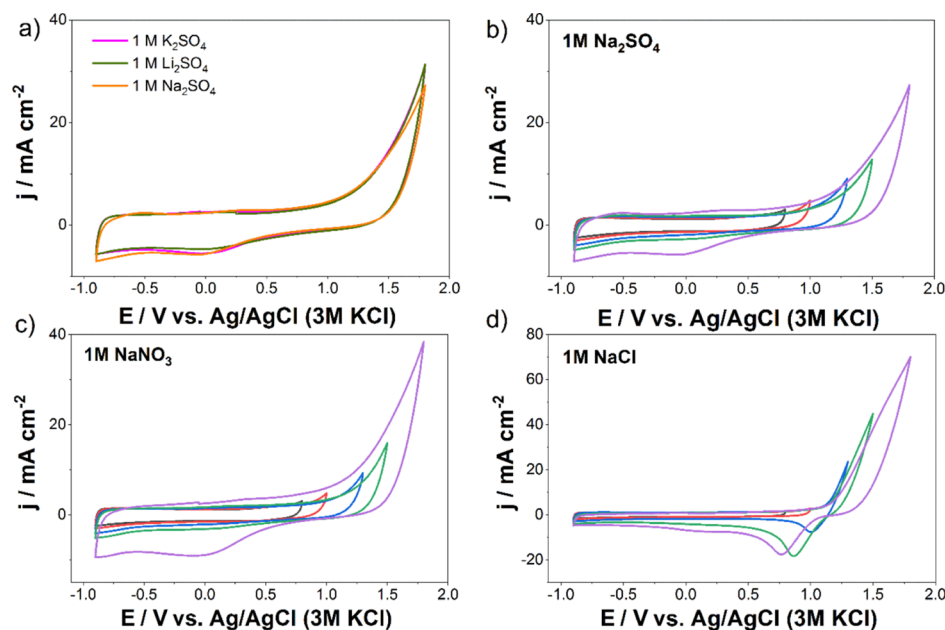 a)
40
20
0
j / mA cm⁻²
1 M K₂SO₄
1 M Li₂SO₄
1 M Na₂SO₄
-1.0 -0.5 0.0 0.5 1.0 1.5 2.0
E / V vs. Ag/AgCl (3M KCl)
b)
1M Na₂SO₄
40
20
0
j / mA cm⁻²
-1.0 -0.5 0.0 0.5 1.0 1.5 2.0
E / V vs. Ag/AgCl (3M KCl)
c)
1M NaNO₃
40
20
0
j / mA cm⁻²
-1.0 -0.5 0.0 0.5 1.0 1.5 2.0
E / V vs. Ag/AgCl (3M KCl)
d)
1M NaCl
80
60
40
20
0
-20
j / mA cm⁻²
-1.0 -0.5 0.0 0.5 1.0 1.5 2.0
E / V vs. Ag/AgCl (3M KCl)